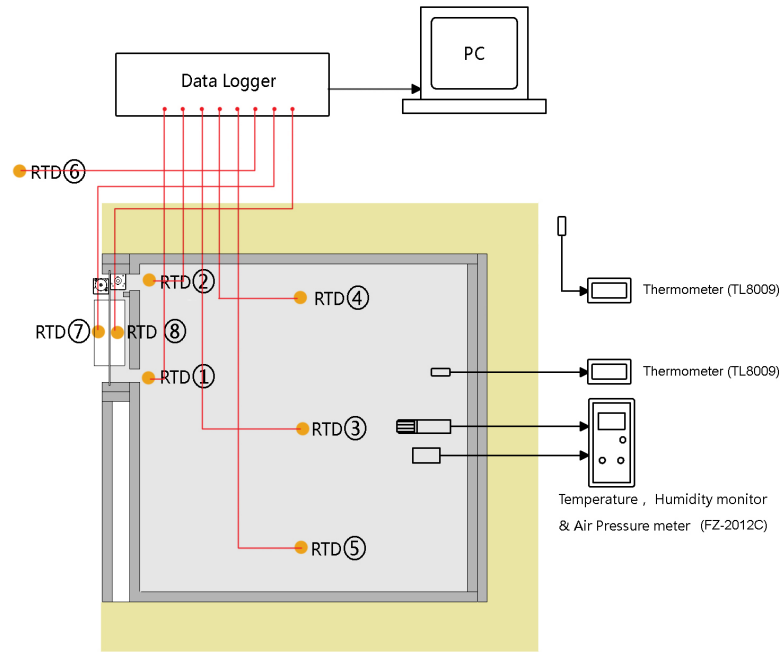 PC
Data Logger
RTD⑥
RTD②
RTD④
Thermometer (TL8009)
RTD⑦ RTD ⑧
RTD①
Thermometer (TL8009)
RTD③
Temperature , Humidity monitor
& Air Pressure meter (FZ-2012C)
RTD⑤